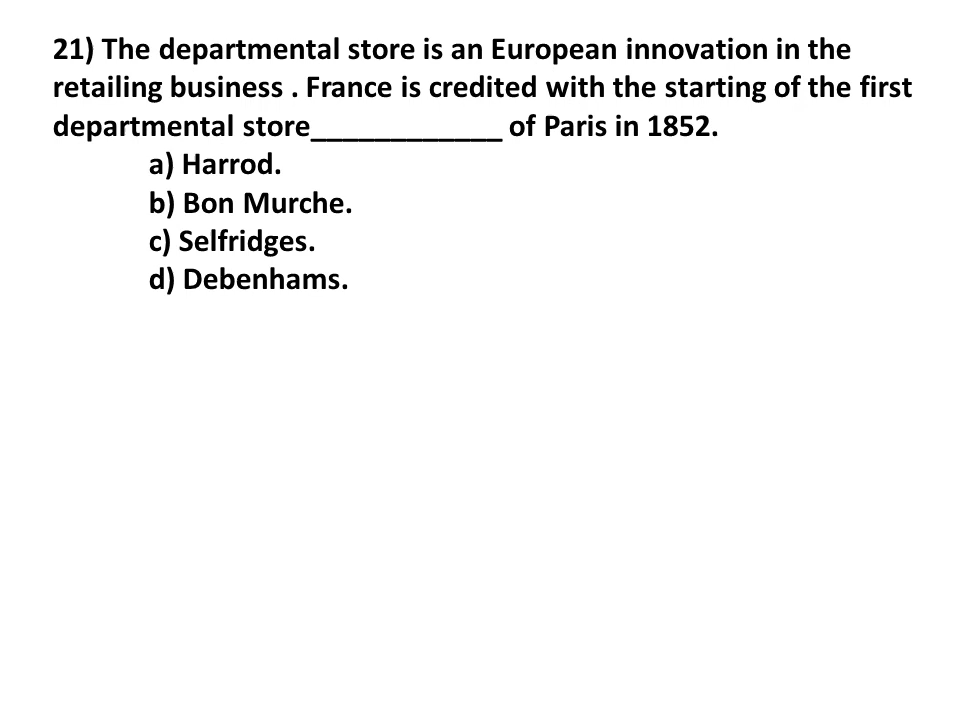 21) The departmental store is an European innovation in the
retailing business . France is credited with the starting of the first
departmental store____________ of Paris in 1852.
a) Harrod.
b) Bon Murche.
c) Selfridges.
d) Debenhams.